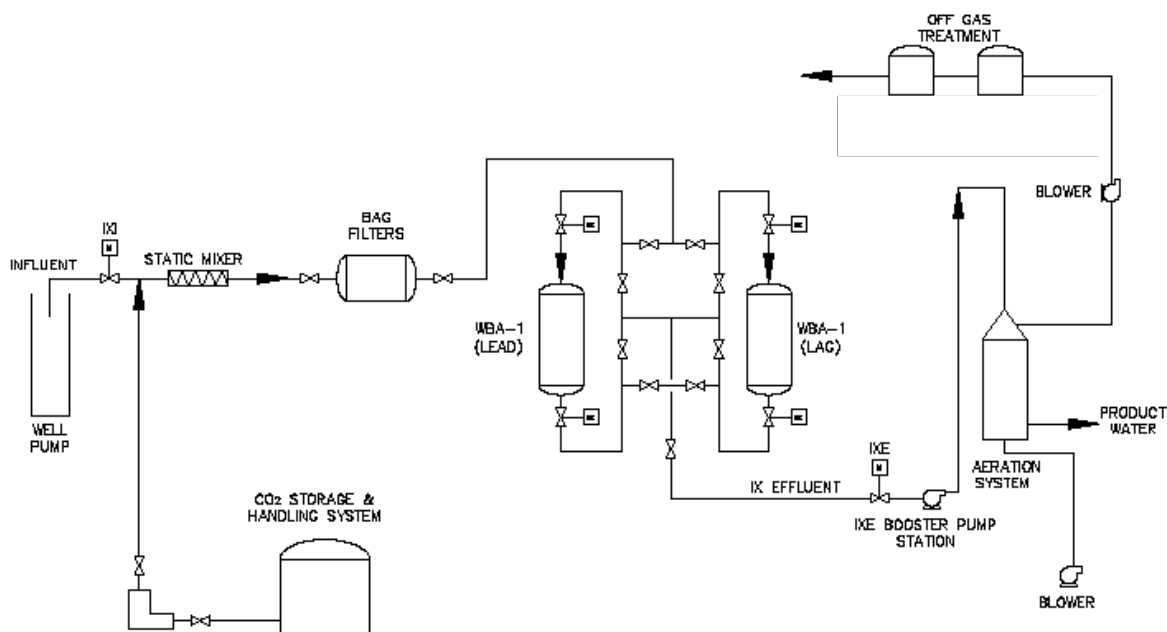 OFF GAS
TREATMENT
BLOWER
IXI
BAG
FILTERS
STATIC MIXER
INFLUENT
WBA-1
(LEAD)
WBA-1
(LAG)
WELL
PUMP
PRODUCT
WATER
IXE
AERATION
SYSTEM
IX EFFLUENT
IXE BOOSTER PUMP
STATION
CO2 STORAGE &
HANDLING SYSTEM
BLOWER